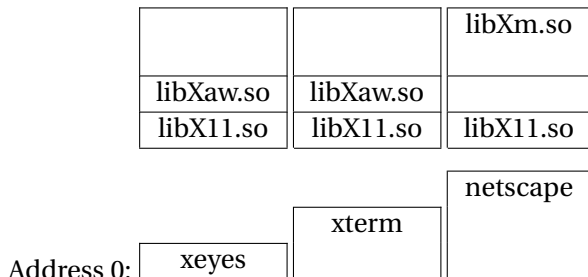 libXm.so
libXaw.so libXaw.so
libX11.so libX11.so libX11.so
netscape
xterm
Address 0: xeyes